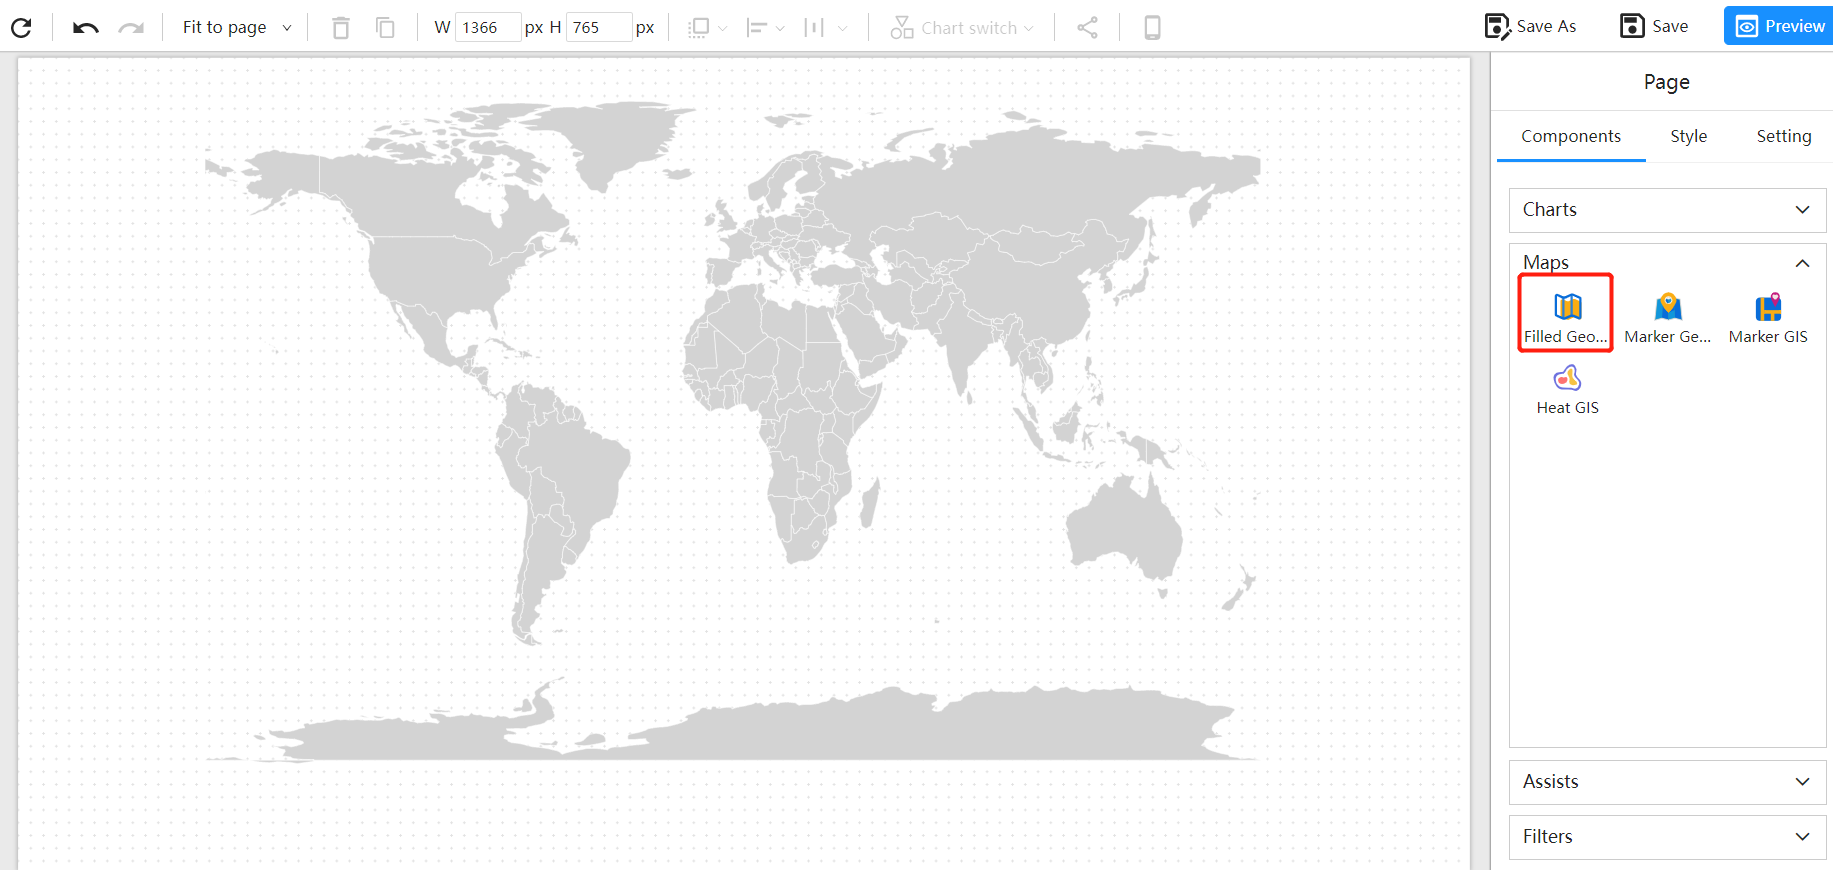 Fit to page
W 1366 px H 765 px
Chart switch
Save As
Save
Preview
Page
Components Style Setting
Charts
Maps
Filled Geo... Marker Ge... Marker GIS
Heat GIS
Assists
Filters